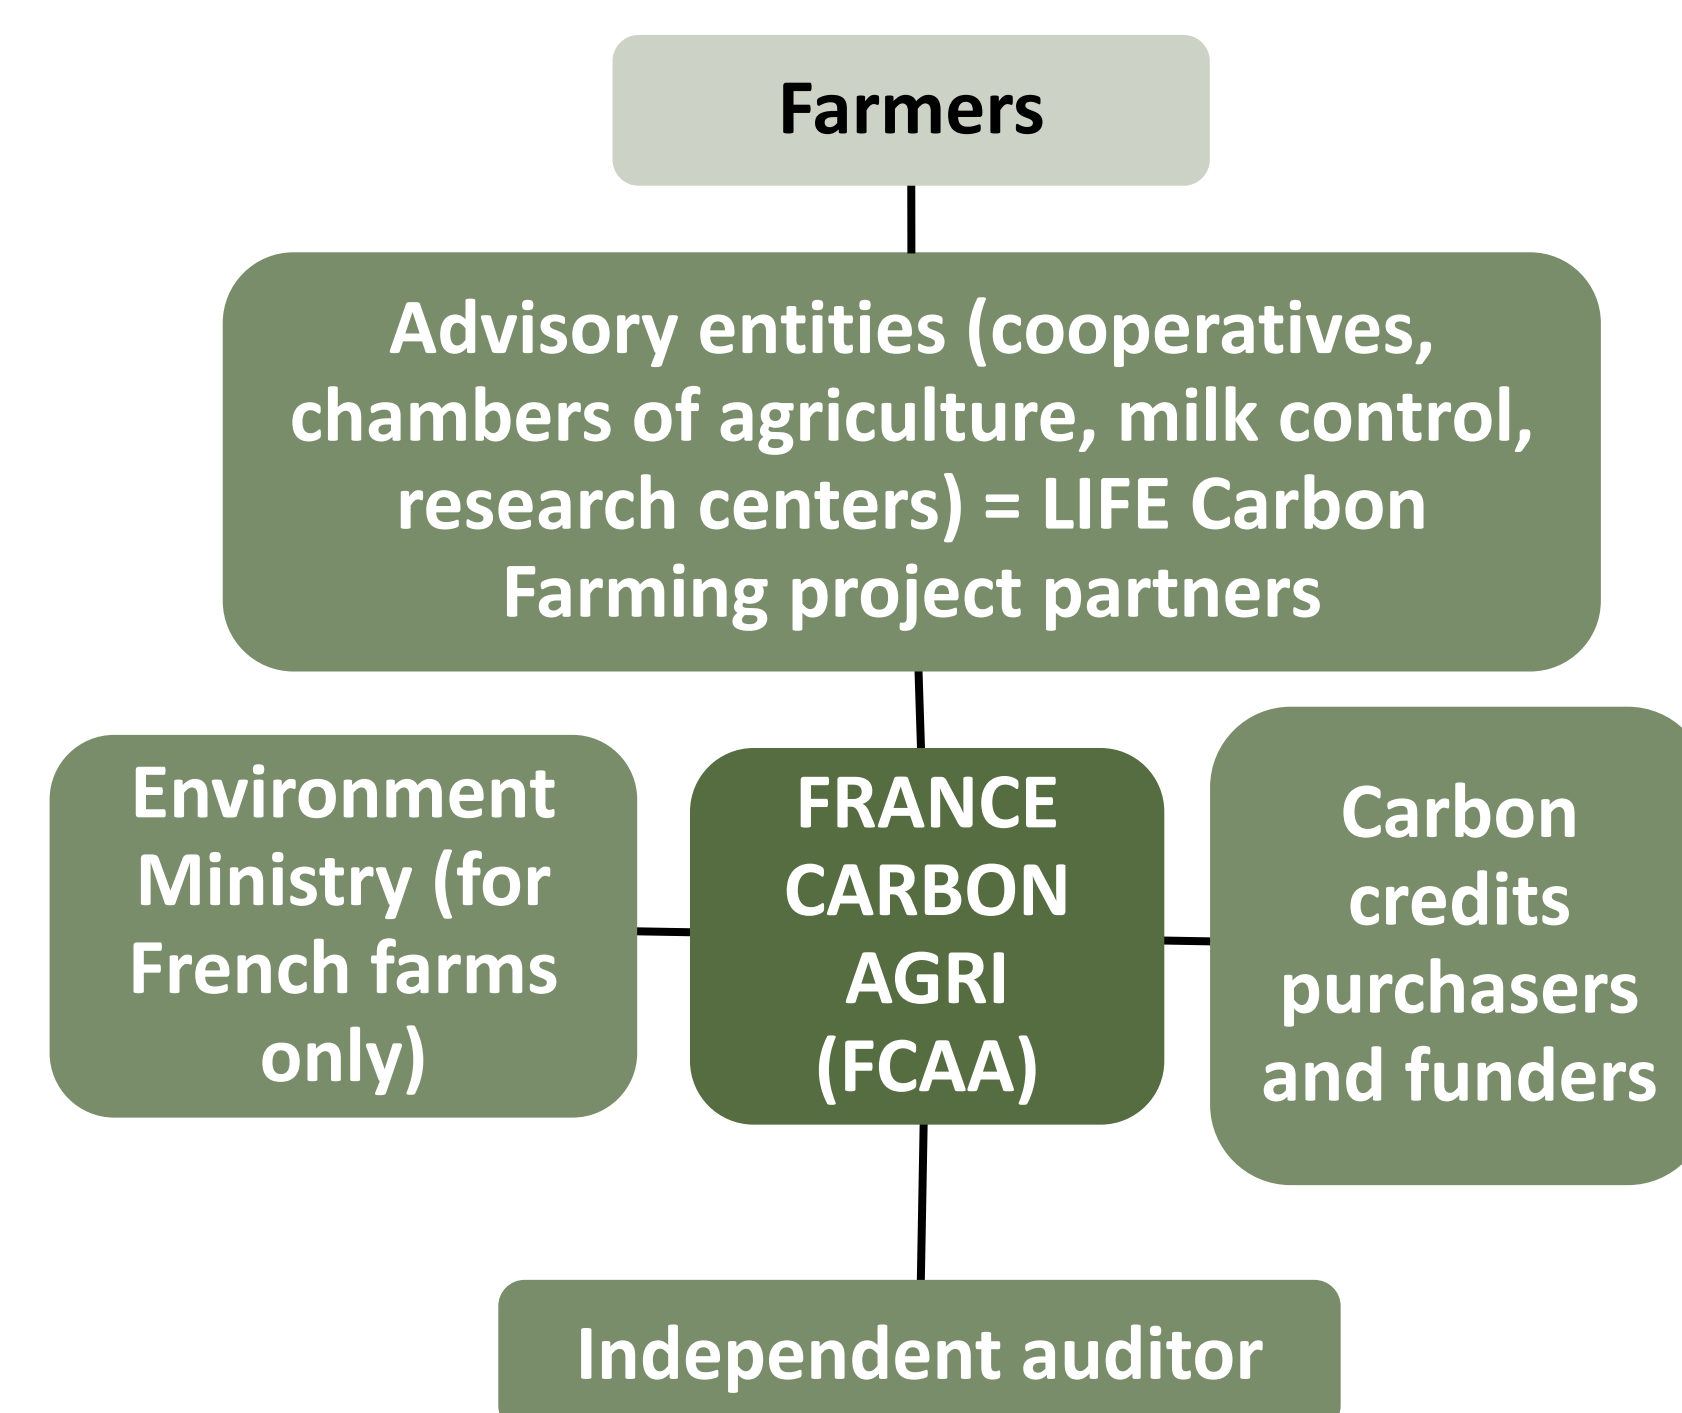 Farmers
Advisory entities (cooperatives,
chambers of agriculture, milk control,
research centers) = LIFE Carbon
Farming project partners
Environment
Ministry (for
French farms
only)
FRANCE
CARBON
AGRI
(FCAA)
Carbon
credits
purchasers
and funders
Independent auditor